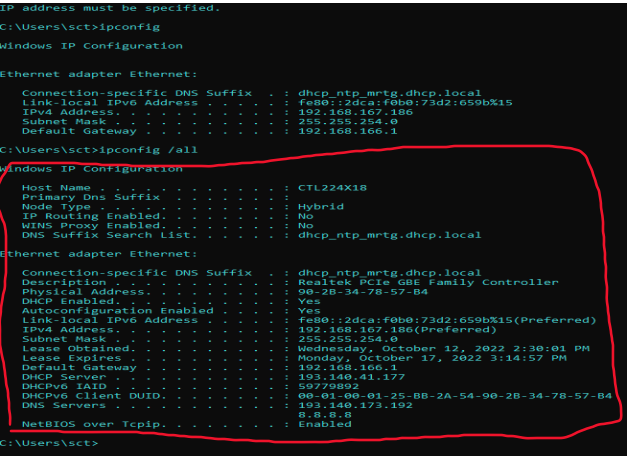 IP address must be specified.
C:\Users\sct>ipconfig
Windows IP Configuration
Ethernet adapter Ethernet:
Connection-specific DNS Suffix . : dhcp_ntp_mrtg.dhcp.local
Link-local IPv6 Address . . . . . : fe80::2dca:f0b0:73d2:659b%15
IPv4 Address. . . . . . . . . . . : 192.168.167.186
Subnet Mask . . . . . . . . . . . : 255.255.254.0
Default Gateway . . . . . . . . . : 192.168.166.1
C:\Users\sct>ipconfig /all
Windows IP Configuration
Host Name . . . . . . . . . . . . : CTL224X18
Primary Dns Suffix . . . . . . . :
Node Type . . . . . . . . . . . . : Hybrid
IP Routing Enabled. . . . . . . . : No
WINS Proxy Enabled. . . . . . . . : No
DNS Suffix Search List. . . . . . : dhcp_ntp_mrtg.dhcp.local
Ethernet adapter Ethernet:
Connection-specific DNS Suffix . : dhcp_ntp_mrtg.dhcp.local
Description . . . . . . . . . . . : Realtek PCIe GBE Family Controller
Physical Address. . . . . . . . . : 90-2B-34-78-57-B4
DHCP Enabled. . . . . . . . . . . : Yes
Autoconfiguration Enabled . . . . : Yes
Link-local IPv6 Address . . . . . : fe80::2dca:f0b0:73d2:659b%15(Preferred)
IPv4 Address. . . . . . . . . . . : 192.168.167.186(Preferred)
Subnet Mask . . . . . . . . . . . : 255.255.254.0
Lease Obtained. . . . . . . . . . : Wednesday, October 12, 2022 2:30:01 PM
Lease Expires . . . . . . . . . . : Monday, October 17, 2022 3:14:57 PM
Default Gateway . . . . . . . . . : 192.168.166.1
DHCP Server . . . . . . . . . . . : 193.140.41.177
DHCPv6 IAID . . . . . . . . . . . : 59779892
DHCPv6 Client DUID. . . . . . . . : 00-01-00-01-25-BB-2A-54-90-2B-34-78-57-B4
DNS Servers . . . . . . . . . . . : 193.140.173.192
8.8.8.8
NetBIOS over Tcpip. . . . . . . . : Enabled
C:\Users\sct>